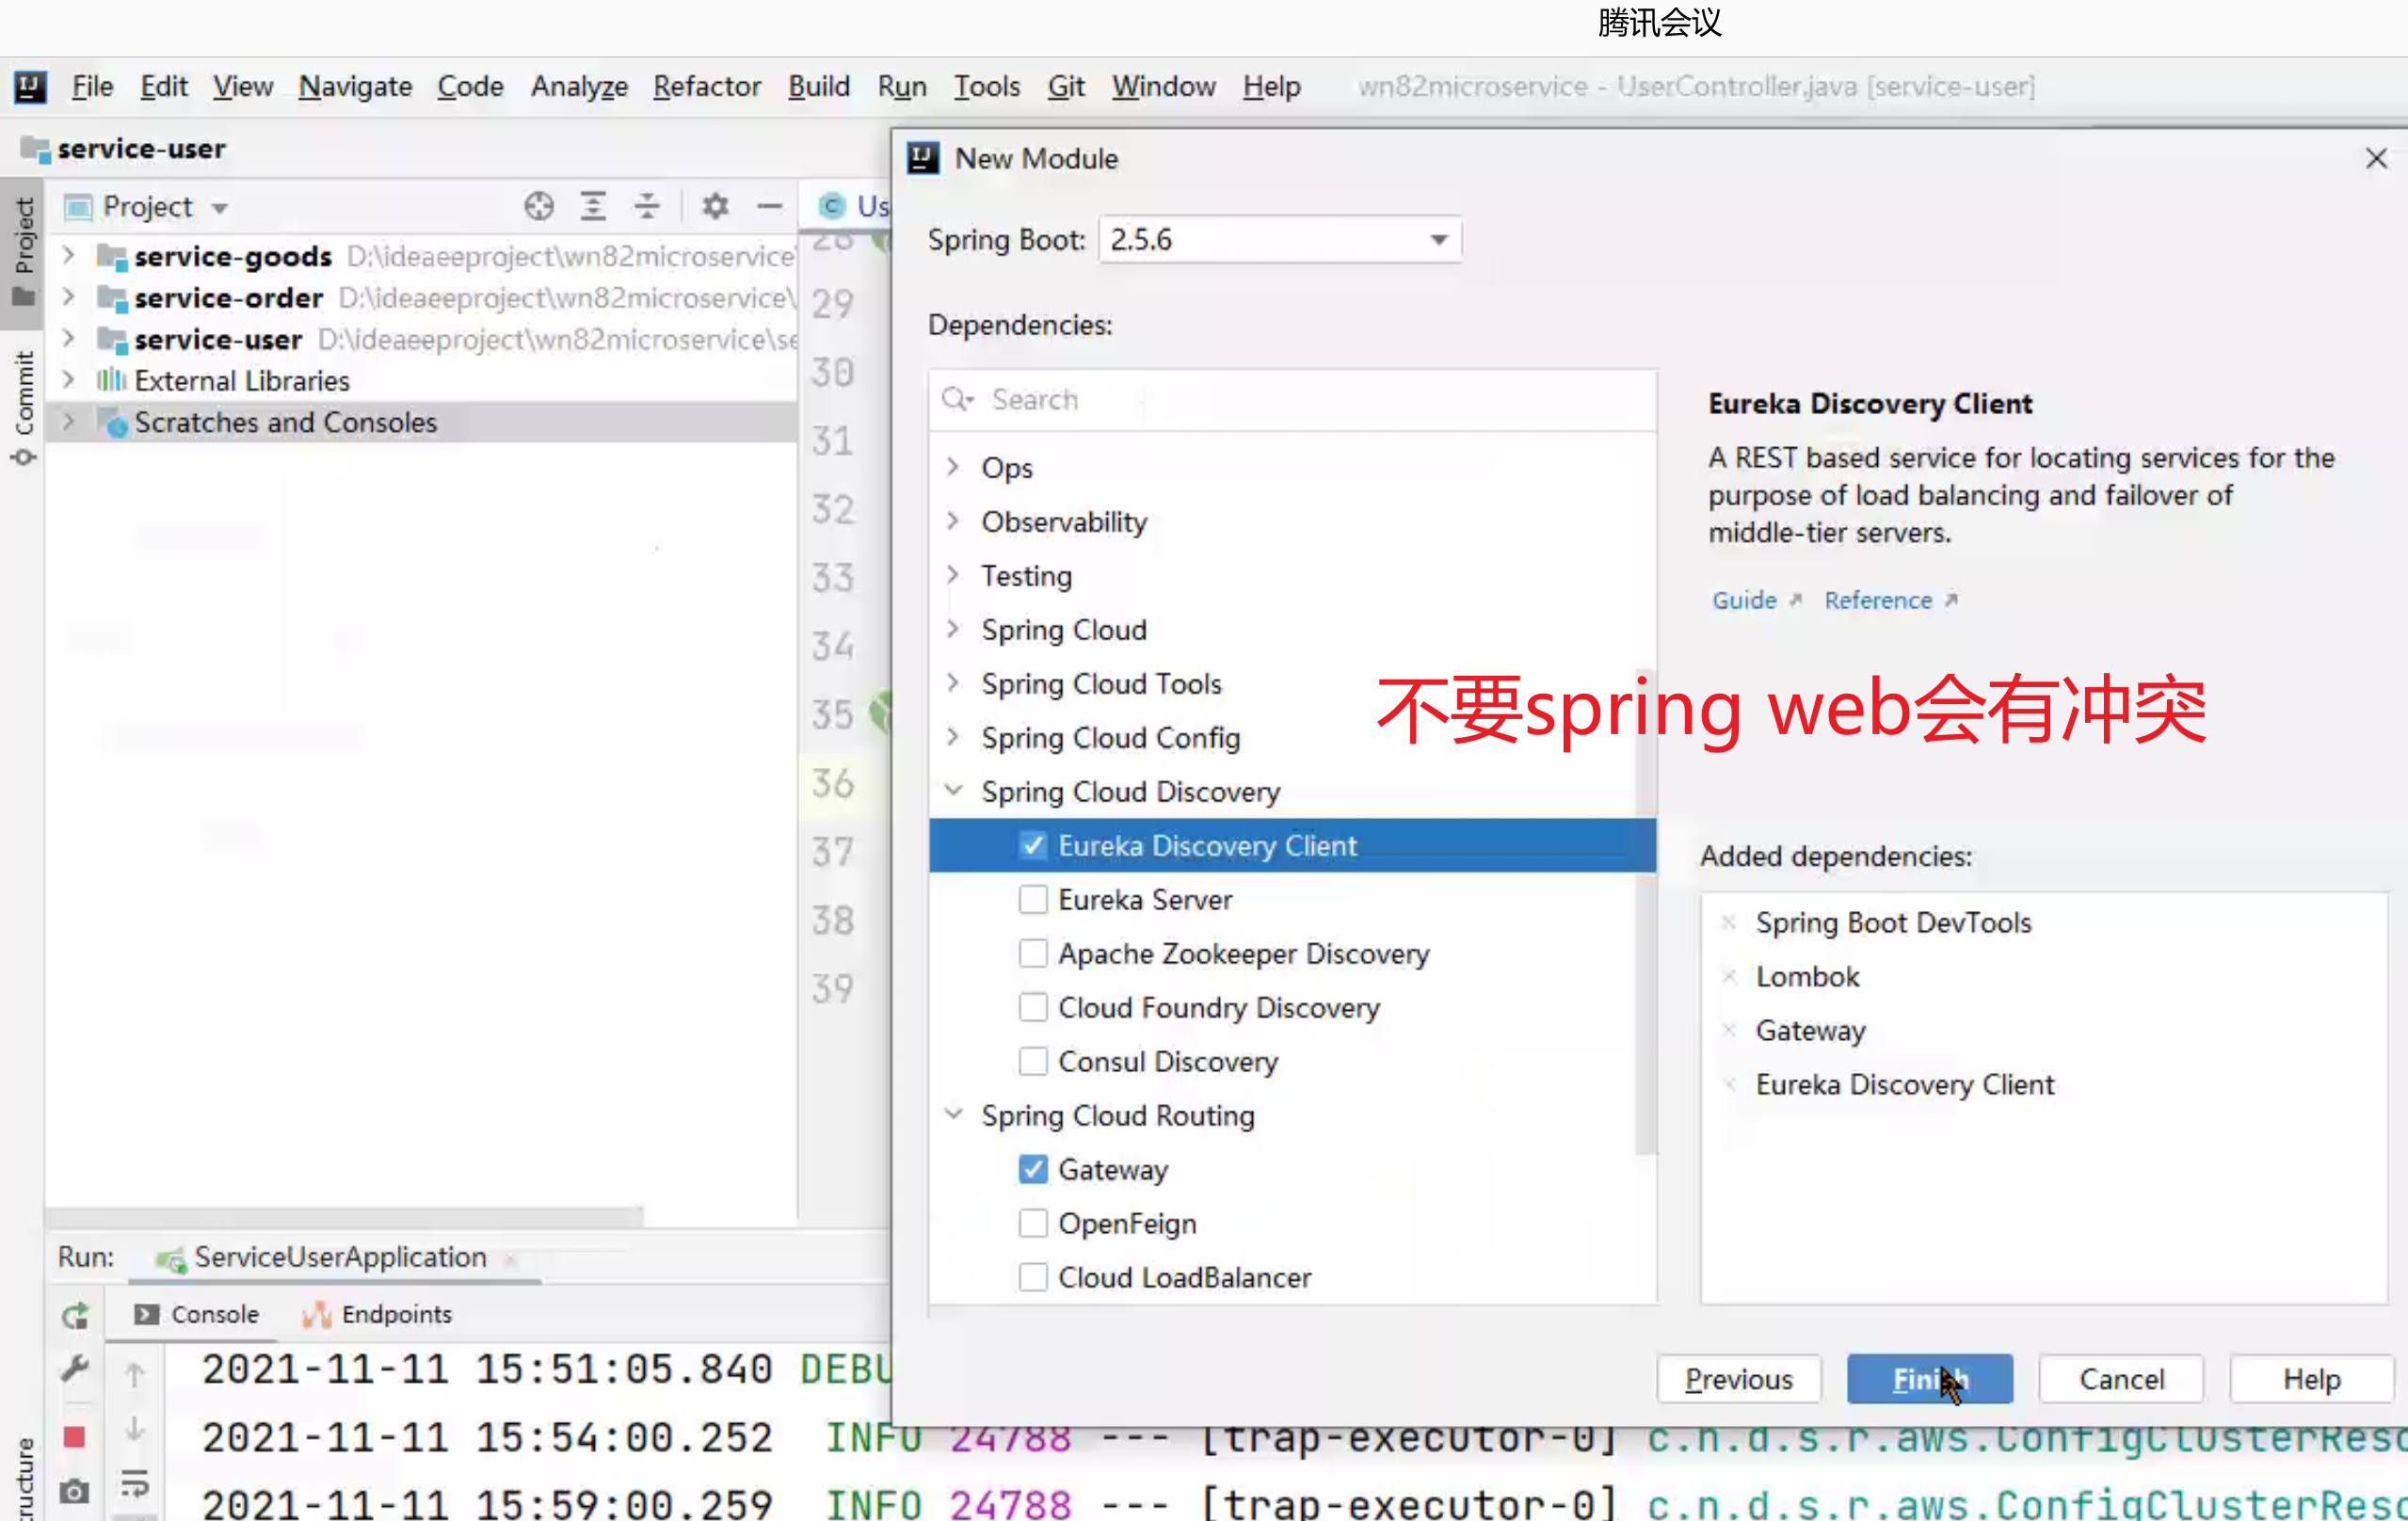 腾讯会议
File Edit View Navigate Code Analyze Refactor Build Run Tools Git Window Help wn82microservice - UserController.java [service-user]
service-user
Project
Commit
Project
service-goods D:\ideaeeproject\wn82microservice\
service-order D:\ideaeeproject\wn82microservice\
service-user D:\ideaeeproject\wn82microservice\se
External Libraries
Scratches and Consoles
Us
28
29
30
31
32
33
34
35
36
37
38
39
New Module
Spring Boot: 2.5.6
Dependencies:
Search
Ops
Observability
Testing
Spring Cloud
Spring Cloud Tools
Spring Cloud Config
Spring Cloud Discovery
Eureka Discovery Client
Eureka Server
Apache Zookeeper Discovery
Cloud Foundry Discovery
Consul Discovery
Spring Cloud Routing
Gateway
OpenFeign
Cloud LoadBalancer
Eureka Discovery Client
A REST based service for locating services for the
purpose of load balancing and failover of
middle-tier servers.
Guide Reference
不要spring web会有冲突
Added dependencies:
Spring Boot DevTools
Lombok
Gateway
Eureka Discovery Client
Previous Finish Cancel Help
Run: ServiceUserApplication
Console Endpoints
2021-11-11 15:51:05.840 DEBU
2021-11-11 15:54:00.252 INFO 24788 --- [trap-executor-0] c.n.d.s.r.aws.ConfigClusterReso
2021-11-11 15:59:00.259 INFO 24788 --- [trap-executor-0] c.n.d.s.r.aws.ConfigClusterReso
ructure